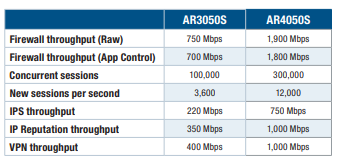 AR3050S AR4050S
Firewall throughput (Raw) 750 Mbps 1,900 Mbps
Firewall throughput (App Control) 700 Mbps 1,800 Mbps
Concurrent sessions 100,000 300,000
New sessions per second 3,600 12,000
IPS throughput 220 Mbps 750 Mbps
IP Reputation throughput 350 Mbps 1,000 Mbps
VPN throughput 400 Mbps 1,000 Mbps